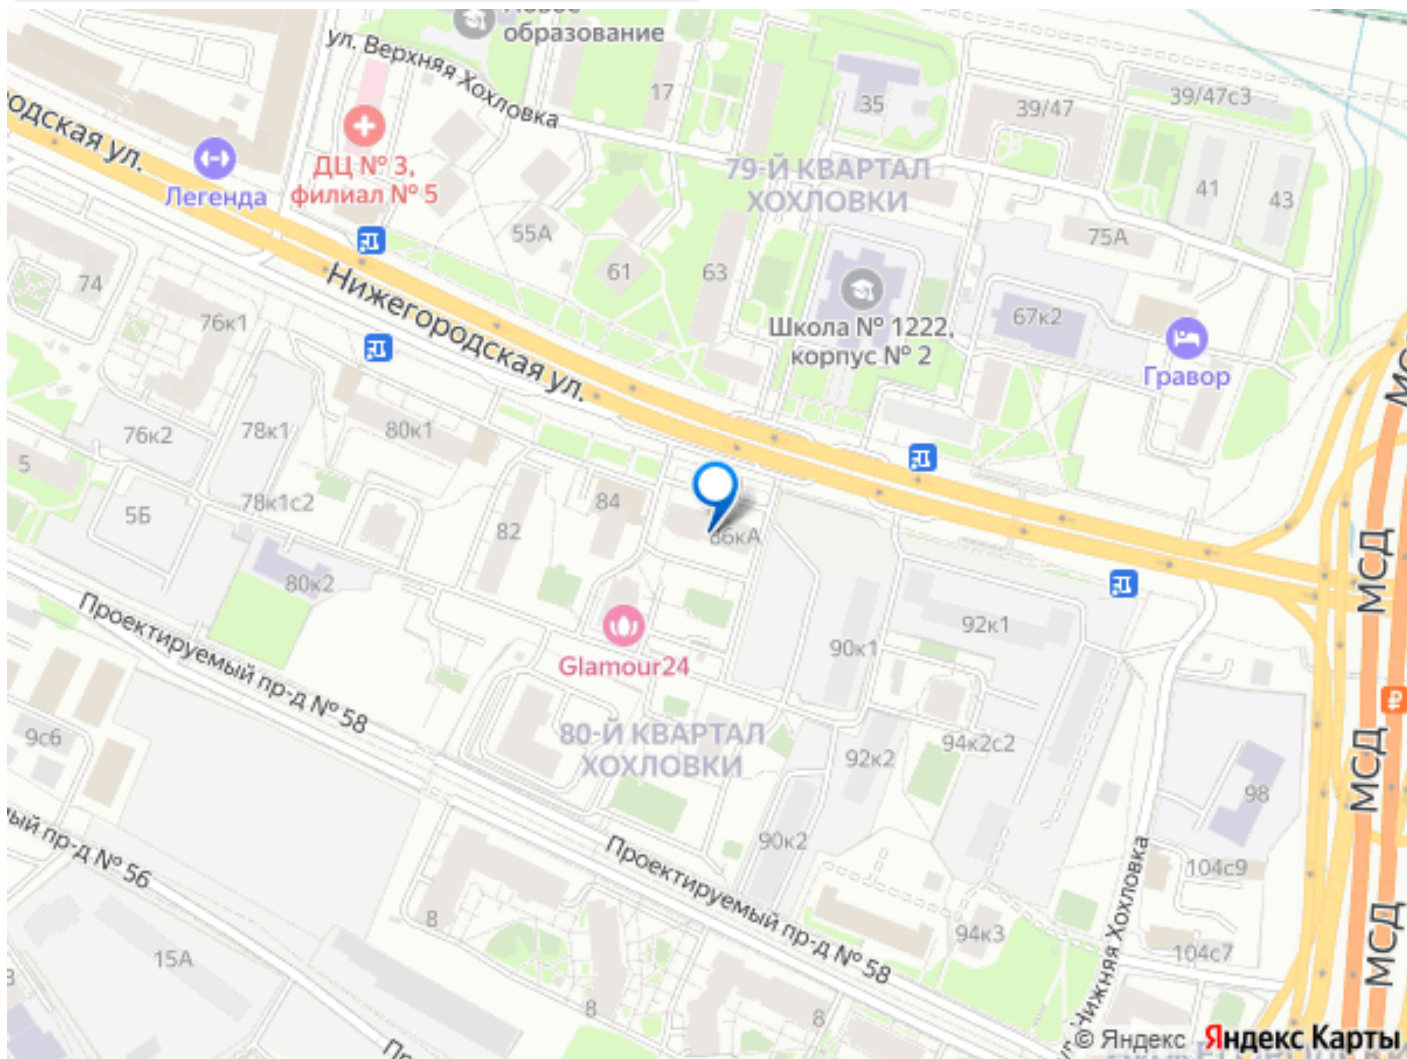 образование
ул. Верхняя Хохловка
17
35
39/47
39/47с3
ДЦ № 3,
филиал № 5
Легенда
79-Й КВАРТАЛ
ХОХЛОВКИ
41
43
55А
61
63
75А
74
76к1
Нижегородская ул.
Школа № 1222,
корпус № 2
67к2
Гравор
76к2
78к1
80к1
5
78к1с2
5Б
84
82
86кА
80к2
Проектируемый пр-д № 58
Glamour24
90к1
92к1
МСД
МСД
МСД
80-Й КВАРТАЛ
ХОХЛОВКИ
9с6
92к2
94к2с2
98
90к2
Проектируемый пр-д № 58
пр-д № 56
104с9
8
15А
94к3
104с7
8
8
Нижняя Хохловка
© Яндекс
Яндекс Карты